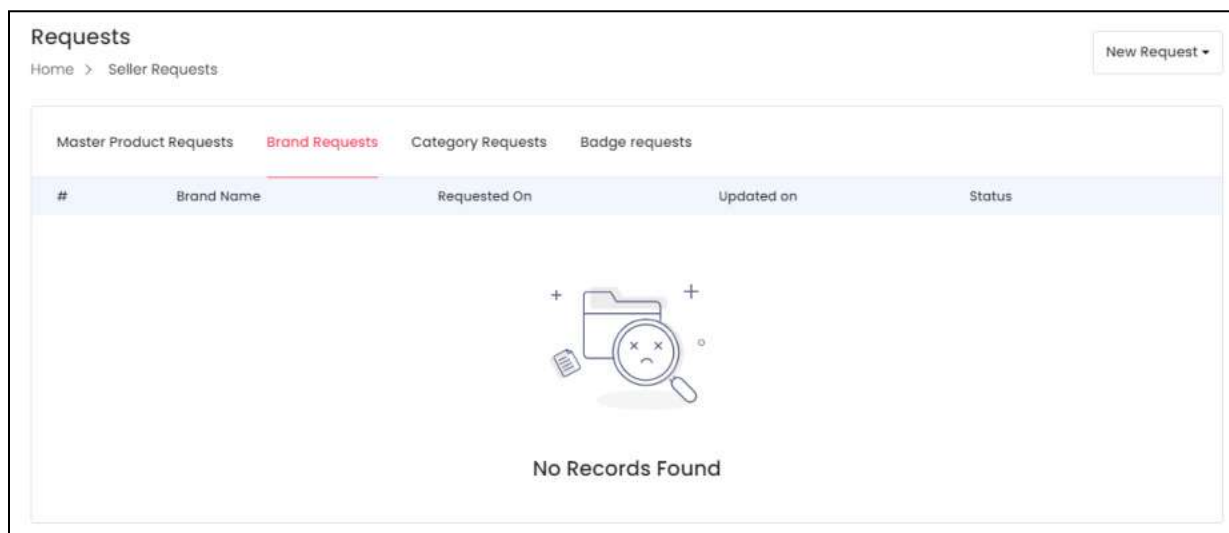 Requests
New Request
Home > Seller Requests
Master Product Requests Brand Requests Category Requests Badge requests
# Brand Name Requested On Updated on Status
No Records Found